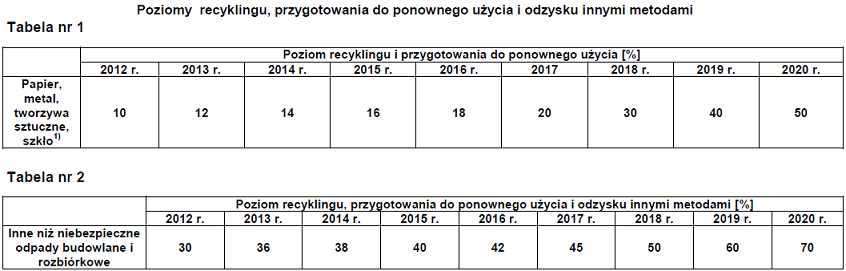 Poziomy recyklingu, przygotowania do ponownego użycia i odzysku innymi metodami
Tabela nr 1
Poziom recyklingu i przygotowania do ponownego użycia [%]
2012 r. 2013 r. 2014 r. 2015 r. 2016 r. 2017 2018 r. 2019 r. 2020 r.
Papier,
metal,
tworzywa
sztuczne,
szkło1)
10 12 14 16 18 20 30 40 50
Tabela nr 2
Poziom recyklingu, przygotowania do ponownego użycia i odzysku innymi metodami [%]
2012 r. 2013 r. 2014 r. 2015 r. 2016 r. 2017 r. 2018 r. 2019 r. 2020 r.
Inne niż niebezpieczne
odpady budowlane i
rozbiórkowe
30 36 38 40 42 45 50 60 70